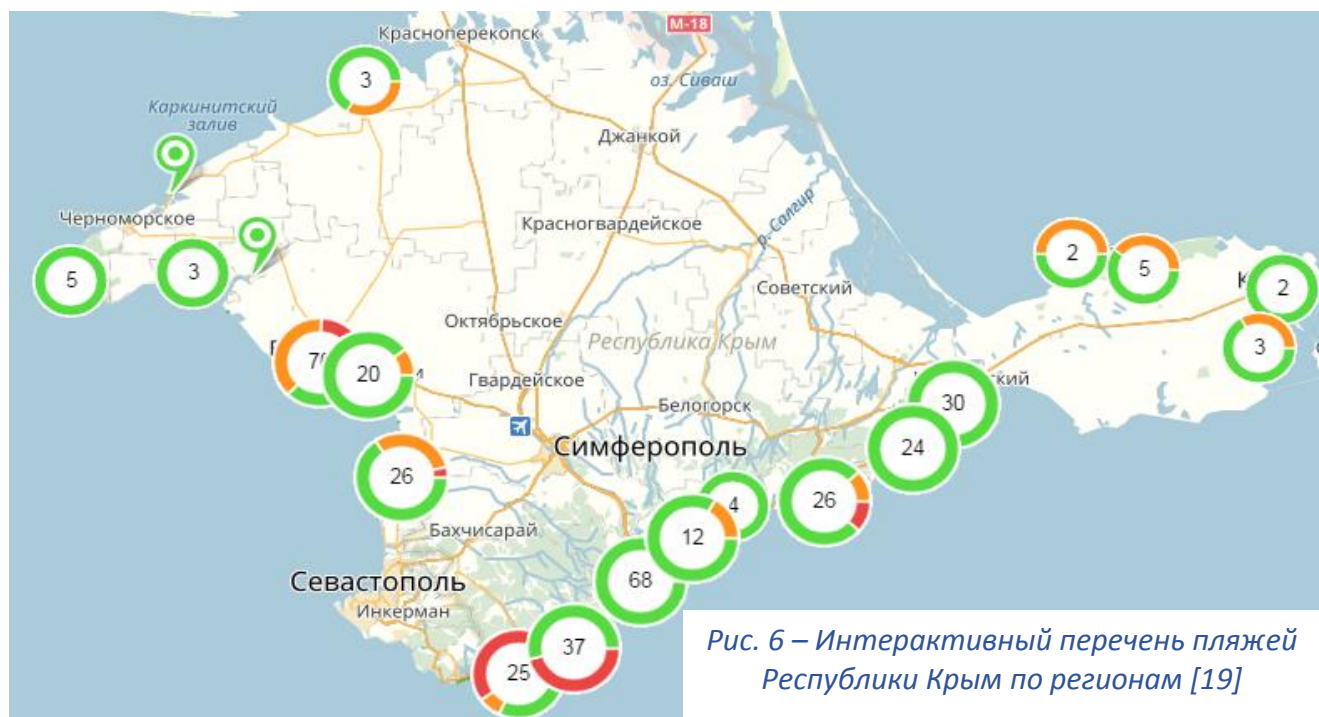 М-18
Красноперекопск
3
оз. Сиваш
Каркинитский
залив
Джанкой
р. Салгир
Черноморское
Красногвардейское
5
3
2
5
2
Советский
Октябрьское
Республика Крым
3
20
Гвардейское
30
Белогорск
Симферополь
24
26
4
26
12
Бахчисарай
68
Севастополь
Инкерман
37
25
Рис. 6 – Интерактивный перечень пляжей
Республики Крым по регионам [19]